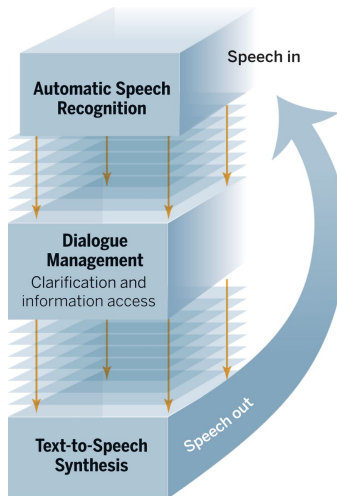 Speech in
Automatic Speech
Recognition
Dialogue
Management
Clarification and
information access
Speech out
Text-to-Speech
Synthesis